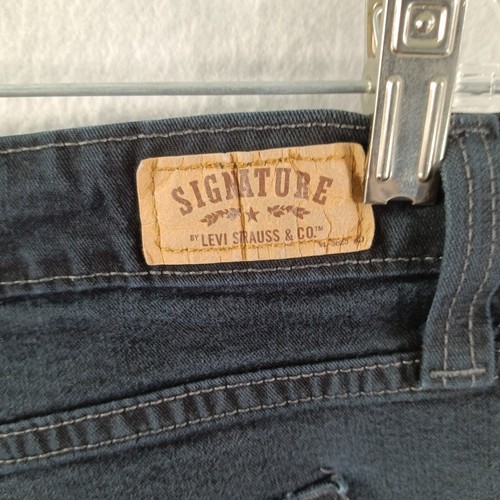 SIGNATURE
BY LEVI STRAUSS & CO.™